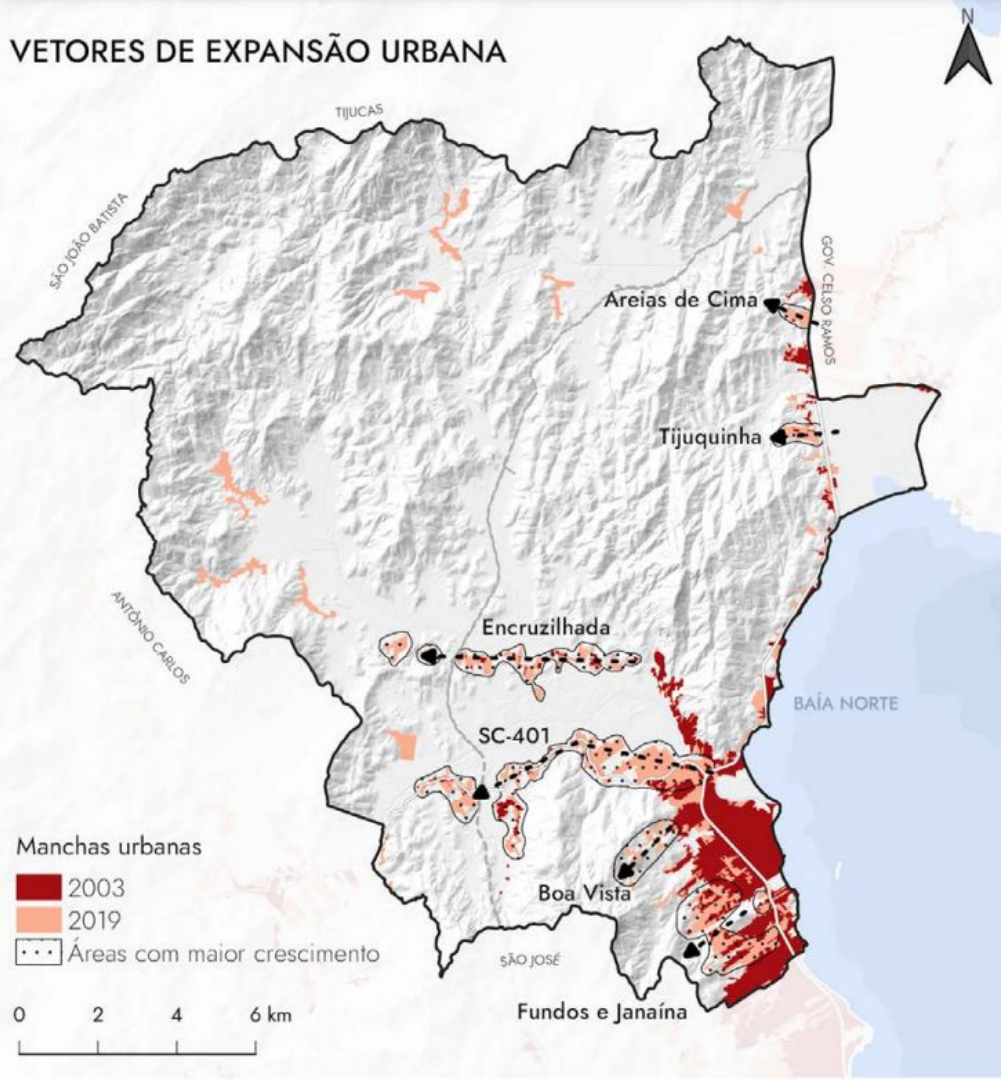 N
VETORES DE EXPANSÃO URBANA
TIJUCAS
SÃO JOÃO BATISTA
GOV. CELSO RAMOS
Areias de Cima
Tijuquinha
ANTÔNIO CARLOS
Encruzilhada
BAÍA NORTE
SC-401
Manchas urbanas
2003
2019
Áreas com maior crescimento
Boa Vista
SÃO JOSÉ
Fundos e Janaína
0 2 4 6 km